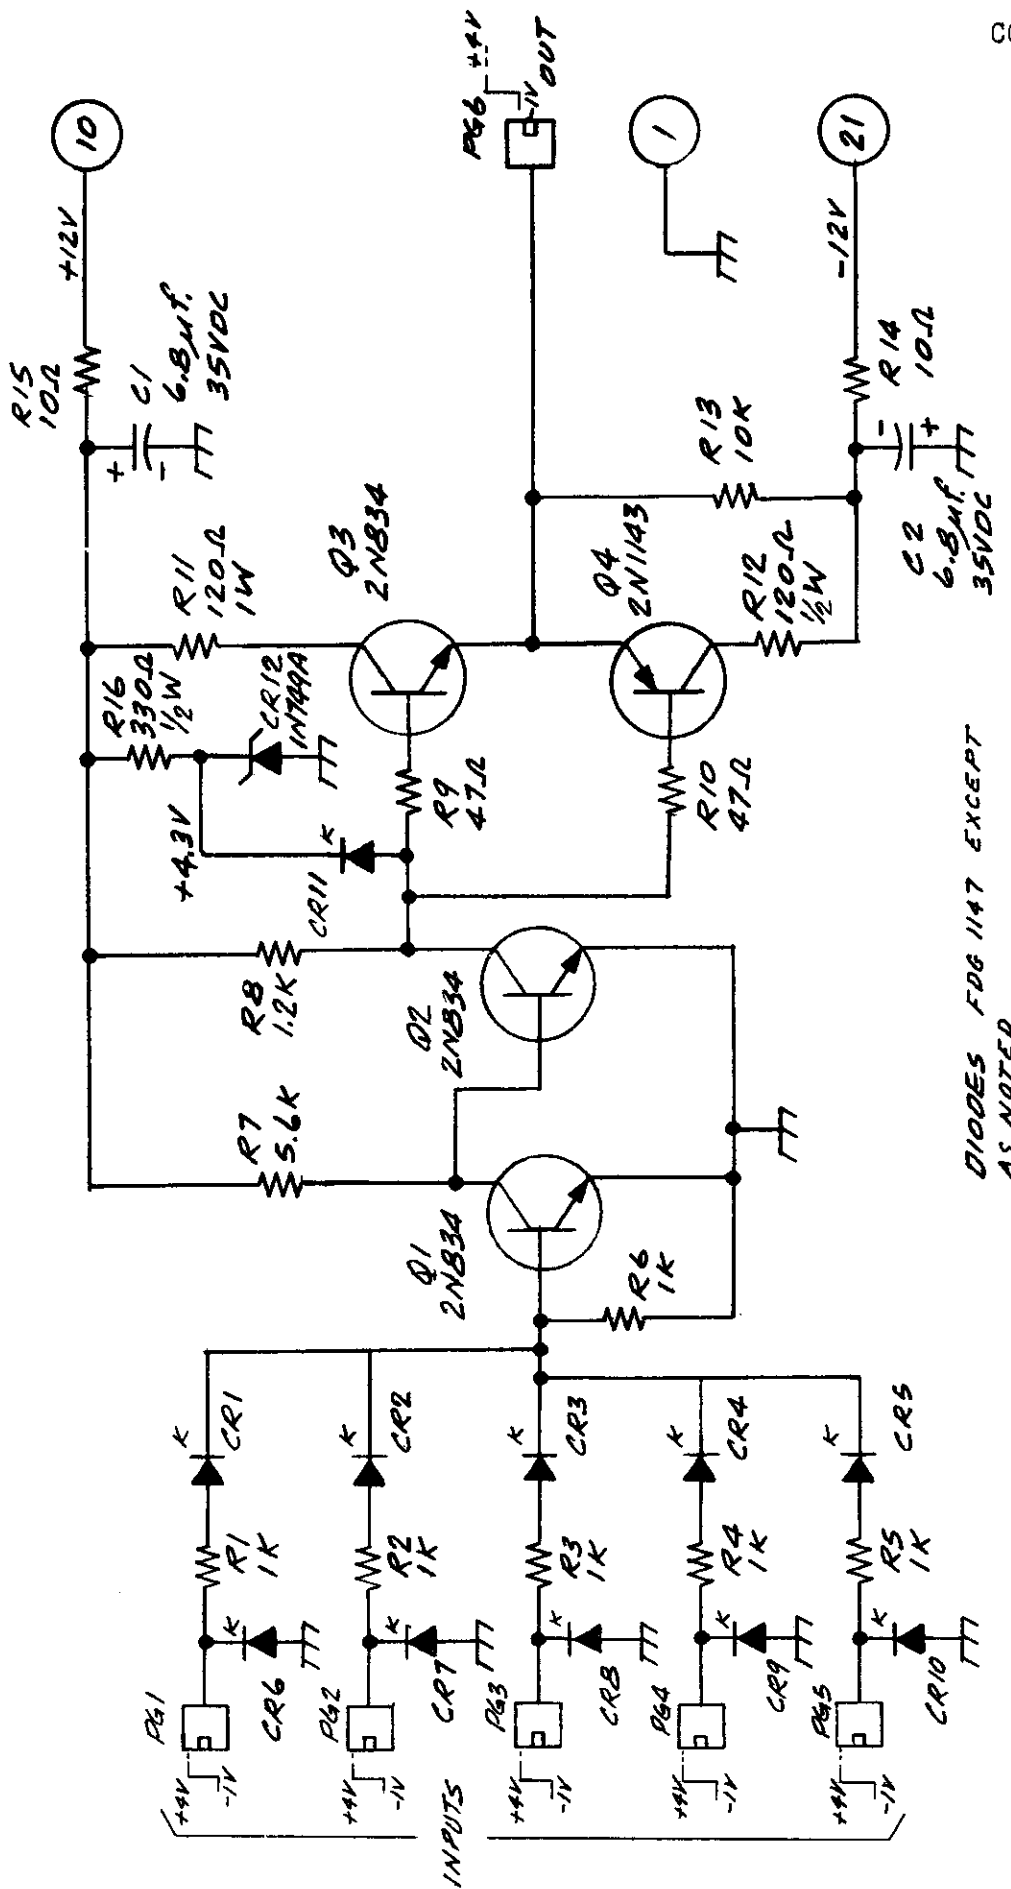 CO
INPUTS
+4V
-1V
PG1
CR6
K
R1
1K
K
CR1
+4V
-1V
PG2
CR7
K
R2
1K
K
CR2
+4V
-1V
PG3
CR8
K
R3
1K
K
CR3
+4V
-1V
PG4
CR9
K
R4
1K
K
CR4
+4V
-1V
PG5
CR10
K
R5
1K
K
CR5
R6
1K
Q1
2N834
R7
5.6K
Q2
2N834
R8
1.2K
CR11
K
+4.3V
R9
47Ω
R10
47Ω
R16
330Ω
½W
CR12
1N749A
R11
120Ω
1W
Q3
2N834
Q4
2N1143
R12
120Ω
½W
R13
10K
R15
10Ω
+
-
C1
6.8μf.
35VDC
+12V
10
-
+
C2
6.8μf.
35VDC
R14
10Ω
-12V
21
1
PG6
+4V
-1V
OUT
DIODES FDG 1147 EXCEPT
AS NOTED